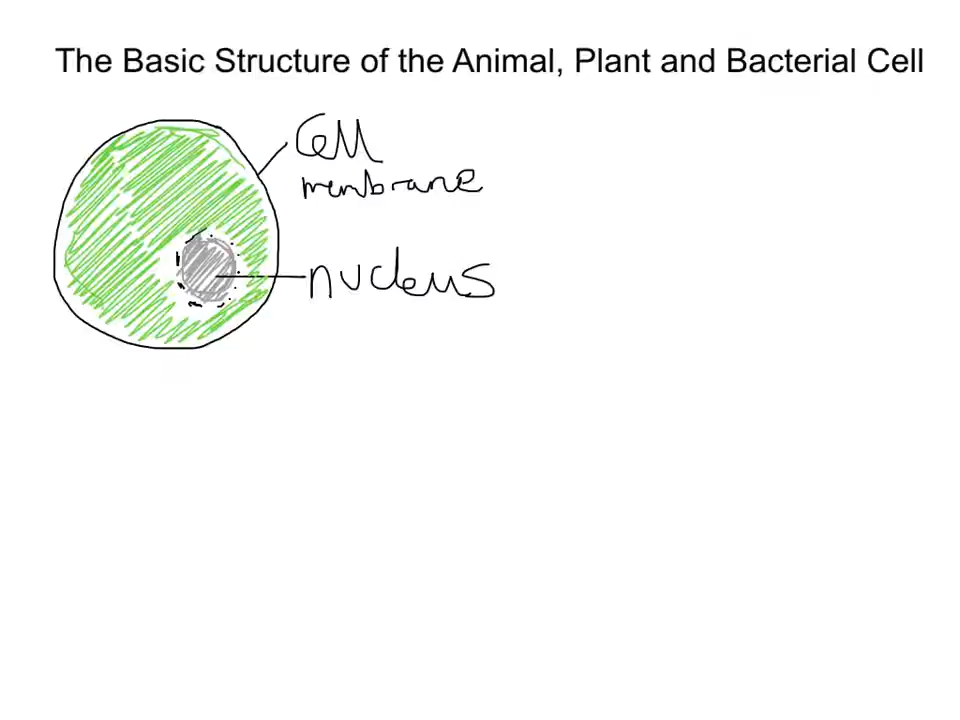 The Basic Structure of the Animal, Plant and Bacterial Cell
Cell
membrane
nucleus